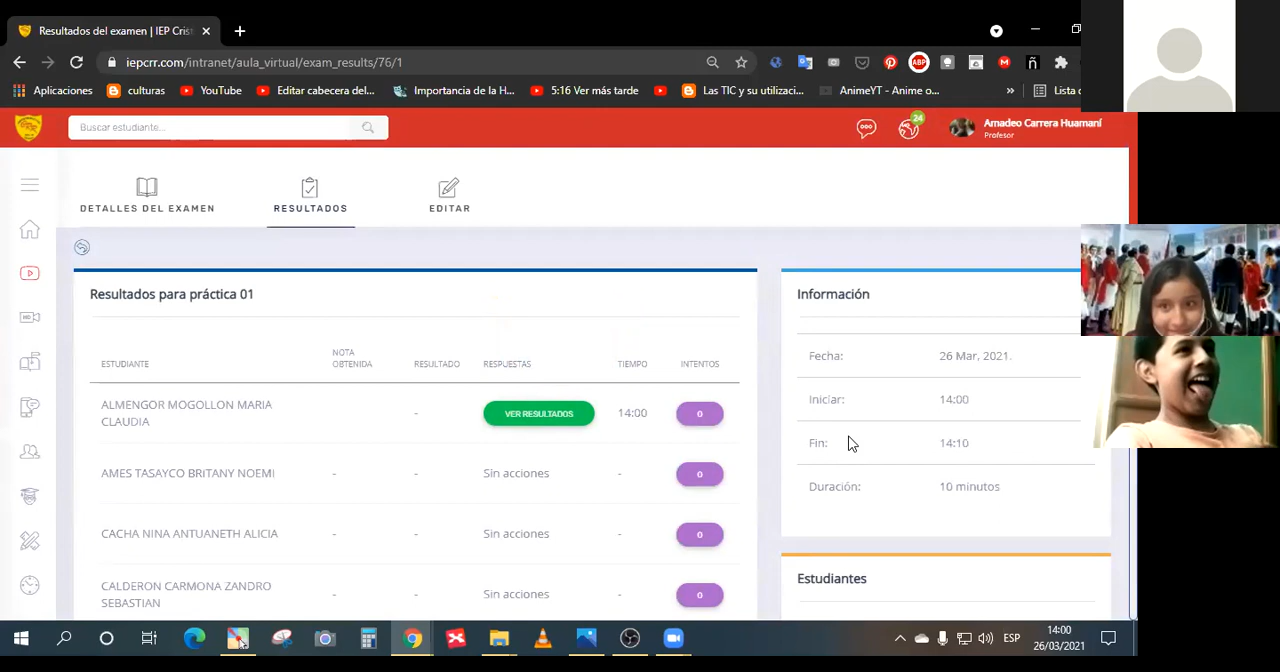 Resultados del examen | IEP Cris
iepcrr.com/intranet/aula_virtual/exam_results/76/1
ABP
ñ
Aplicaciones
culturas
YouTube
Editar cabecera del...
Importancia de la H...
5:16 Ver más tarde
Las TIC y su utilizaci...
AnimeYT - Anime o...
»
Lista d
Buscar estudiante...
24
Amadeo Carrera Huamaní
Profesor
DETALLES DEL EXAMEN
RESULTADOS
EDITAR
Resultados para práctica 01
ESTUDIANTE
NOTA
OBTENIDA
RESULTADO
RESPUESTAS
TIEMPO
INTENTOS
ALMENGOR MOGOLLON MARIA
CLAUDIA
-
VER RESULTADOS
14:00
0
AMES TASAYCO BRITANY NOEMI
-
-
Sin acciones
-
0
CACHA NINA ANTUANETH ALICIA
-
-
Sin acciones
-
0
CALDERON CARMONA ZANDRO
SEBASTIAN
-
-
Sin acciones
-
0
Información
Fecha:
26 Mar, 2021.
Iniciar:
14:00
Fin:
14:10
Duración:
10 minutos
Estudiantes
HD
ESP
14:00
26/03/2021